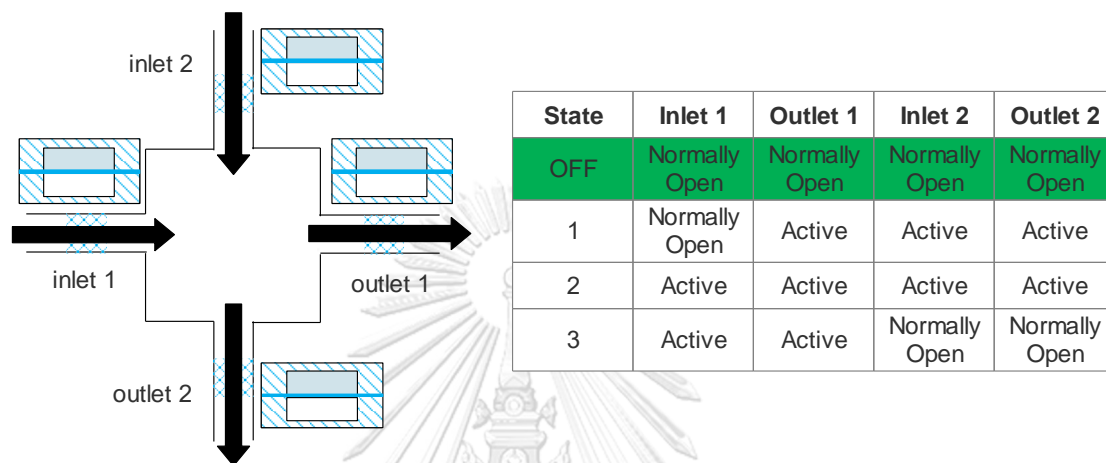 inlet 2
inlet 1
outlet 1
outlet 2
State Inlet 1 Outlet 1 Inlet 2 Outlet 2
OFF Normally Open Normally Open Normally Open Normally Open
1 Normally Open Active Active Active
2 Active Active Active Active
3 Active Active Normally Open Normally Open